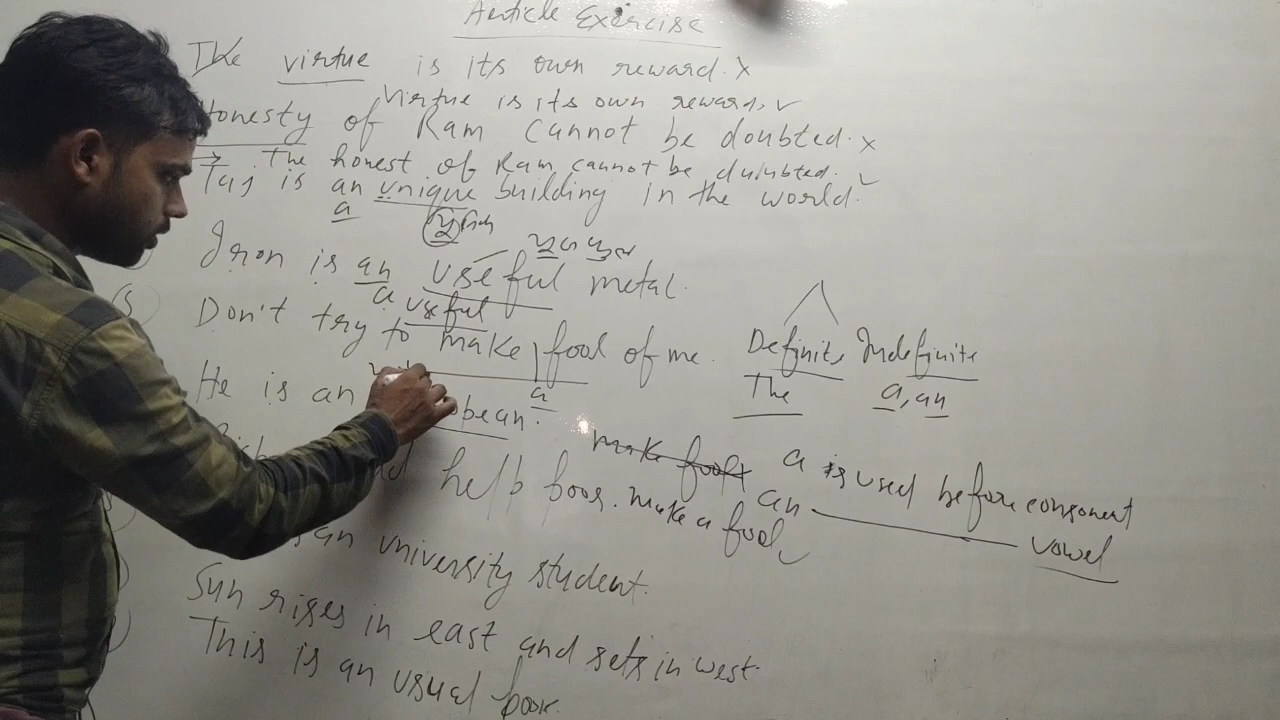 Article Exercise
The virtue is its own reward. x
Virtue is its own reward. ✓
Honesty of Ram cannot be doubted. x
→ The honest of Ram cannot be dulubted. ✓
Taj is an unique building in the world.
a
Iron is an useful metal.
a useful
Don't try to make fool of me.
a
Definite Indefinite
The a, an
He is an
make fool
help poor. make a fool ✓
a is used before consonent
an ——— vowel
an university student.
Sun rises in east and sets in west.
This is an usual book.